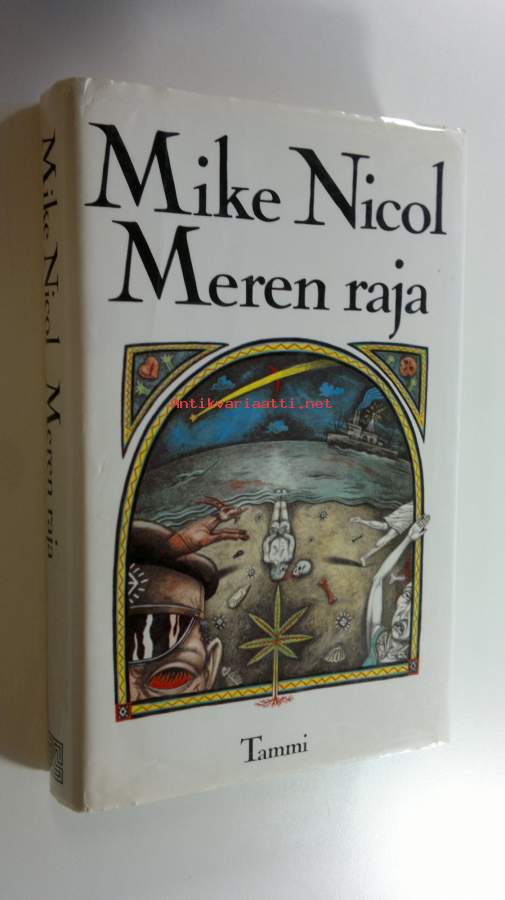 Mike Nicol
Meren raja
Antikvariaatti.net
Tammi
Mike Nicol Meren raja